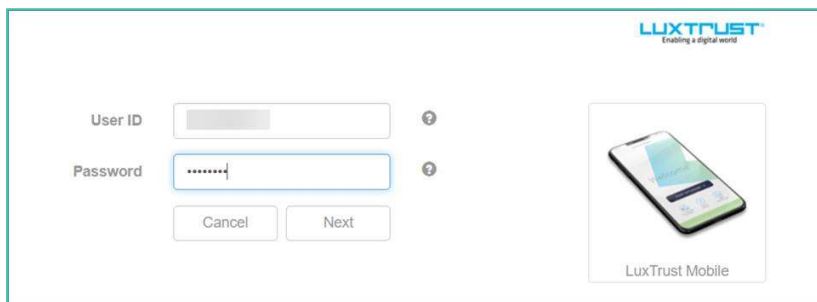 LUXTRUST
Enabling a digital world
User ID
Password
Cancel
Next
LuxTrust Mobile